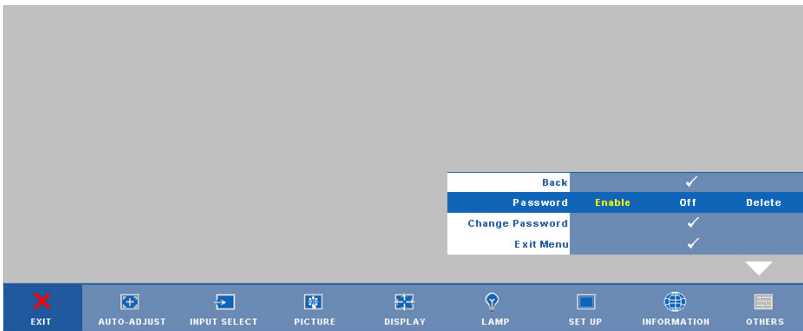 Back
Password Enable Off Delete
Change Password
Exit Menu
EXIT AUTO-ADJUST INPUT SELECT PICTURE DISPLAY LAMP SET UP INFORMATION OTHERS